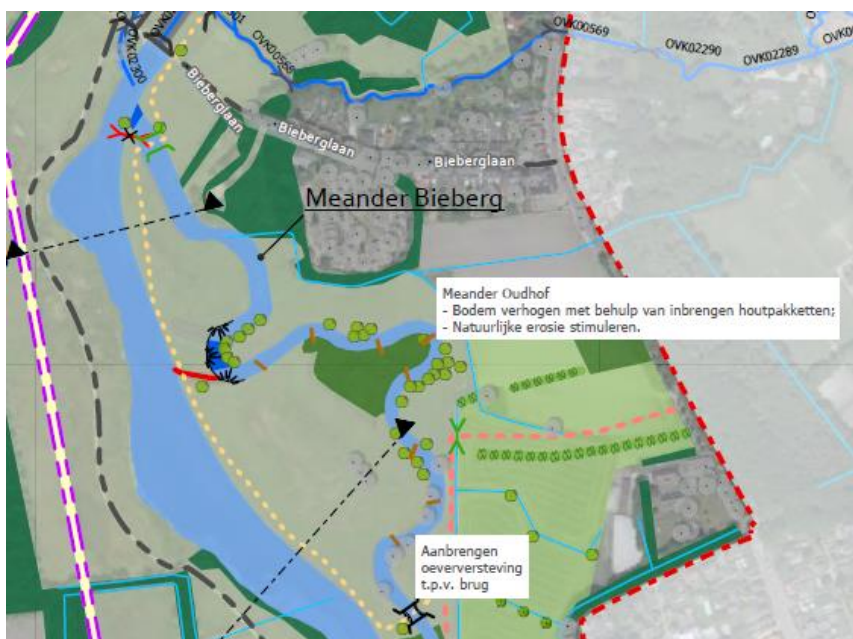 OVK00569
OVK02290
OVK02289
OVK00569
OVK02300
Bieberglaan
Bieberglaan
Bieberglaan
Meander Bieberg
Meander Oudhof
- Bodem verhogen met behulp van inbrengen houtpakketten;
- Natuurlijke erosie stimuleren.
Aanbrengen
oeverversteving
t.p.v. brug